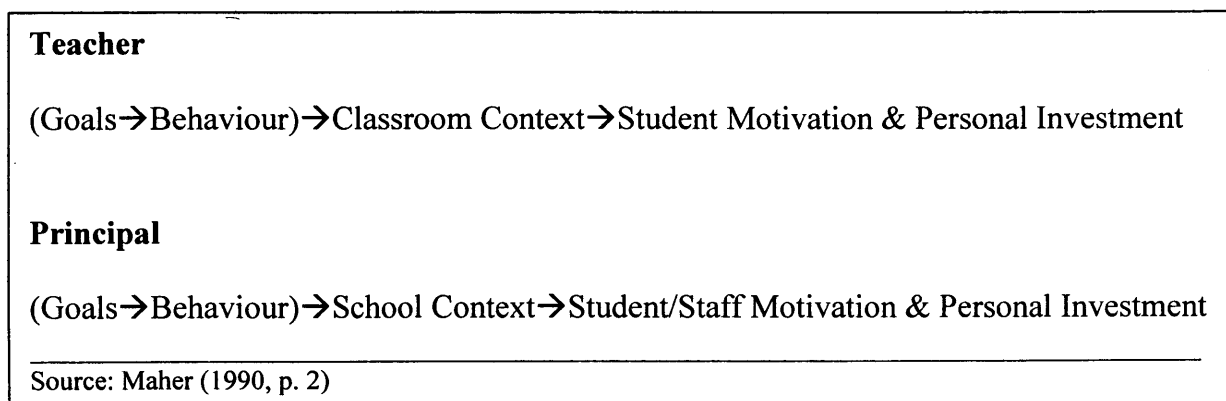 Teacher
(Goals→Behaviour)→Classroom Context→Student Motivation & Personal Investment
Principal
(Goals→Behaviour)→School Context→Student/Staff Motivation & Personal Investment
Source: Maher (1990, p. 2)